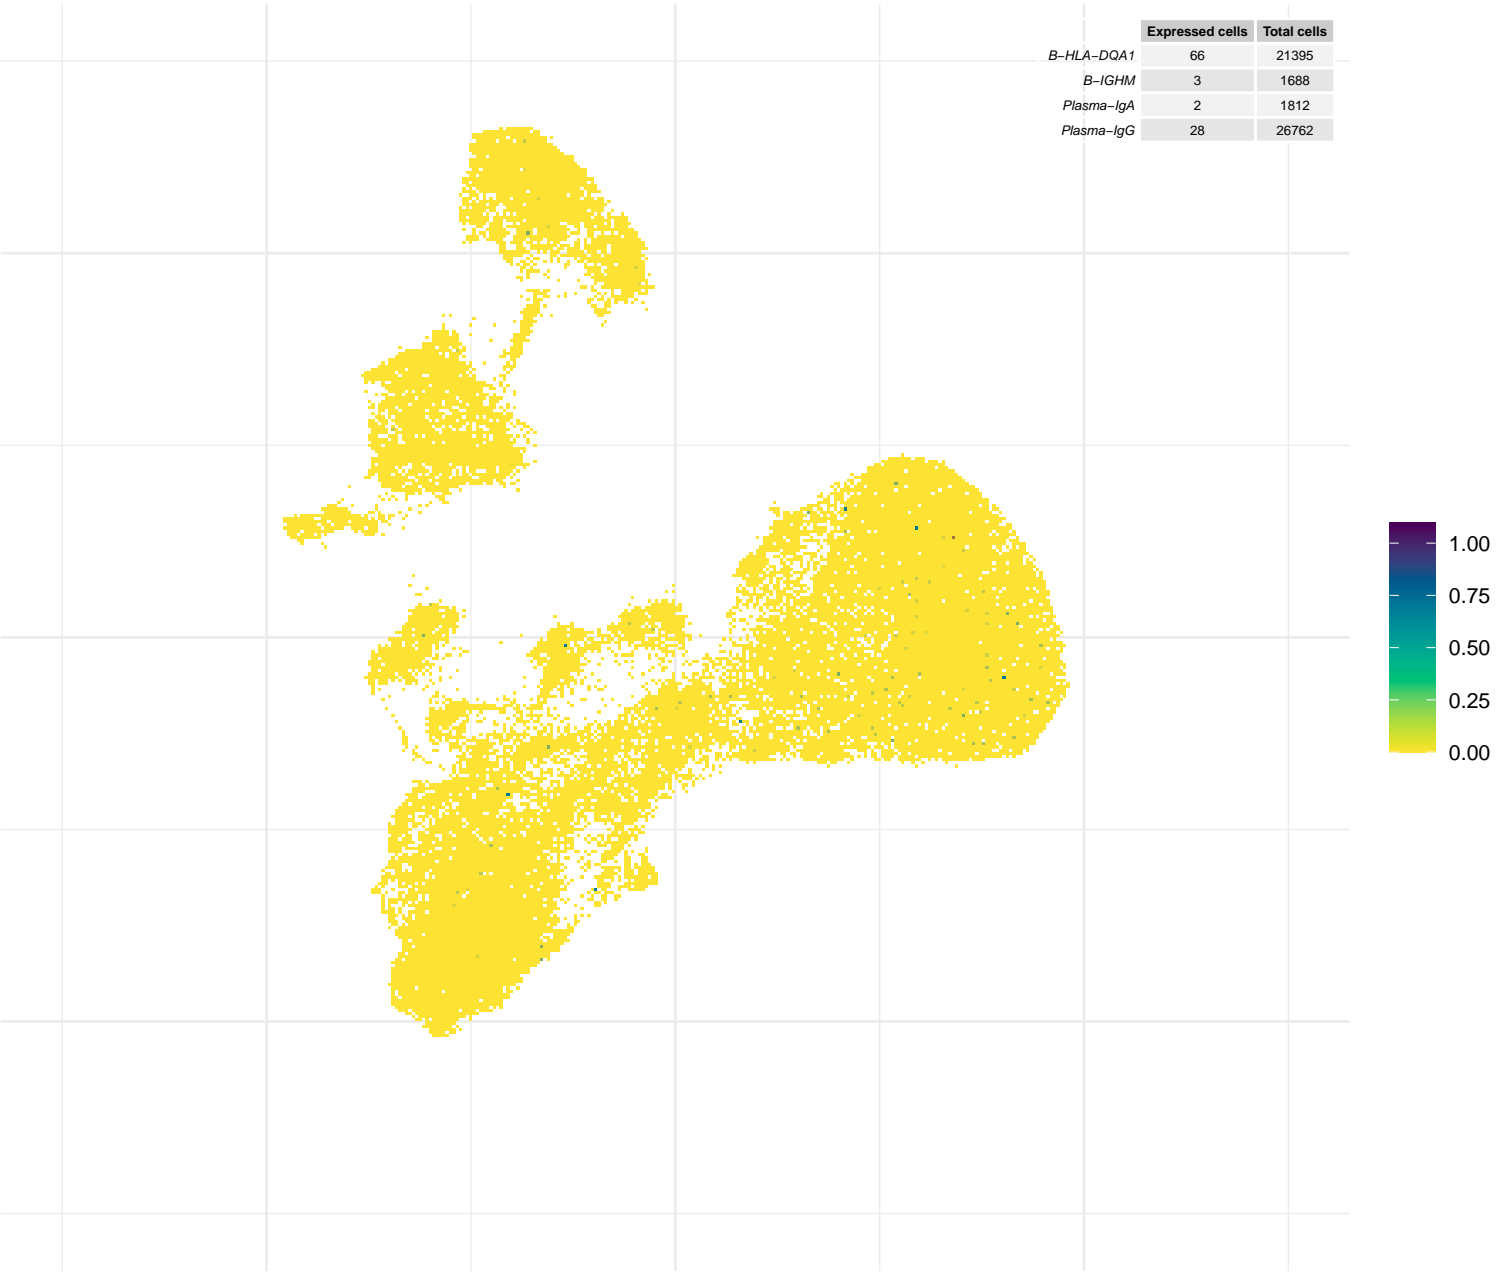 Expressed cells Total cells
B−HLA−DQA1 66 21395
B−IGHM 3 1688
Plasma−IgA 2 1812
Plasma−IgG 28 26762
1.00
0.75
0.50
0.25
0.00